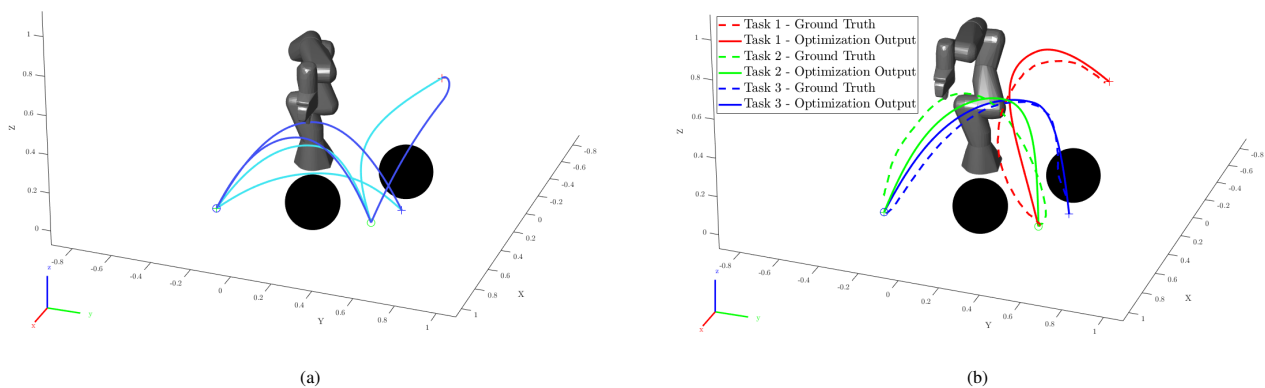 1
0.8
0.6
0.4
0.2
0
Z
-0.8
-0.6
-0.4
-0.2
0
0.2
0.4
0.6
0.8
1
X
-0.8
-0.6
-0.4
-0.2
0
0.2
0.4
0.6
0.8
1
Y
z
y
x
(a)
Task 1 - Ground Truth
Task 1 - Optimization Output
Task 2 - Ground Truth
Task 2 - Optimization Output
Task 3 - Ground Truth
Task 3 - Optimization Output
1
0.8
0.6
0.4
0.2
0
Z
-0.8
-0.6
-0.4
-0.2
0
0.2
0.4
0.6
0.8
1
X
-0.8
-0.6
-0.4
-0.2
0
0.2
0.4
0.6
0.8
1
Y
z
y
x
(b)